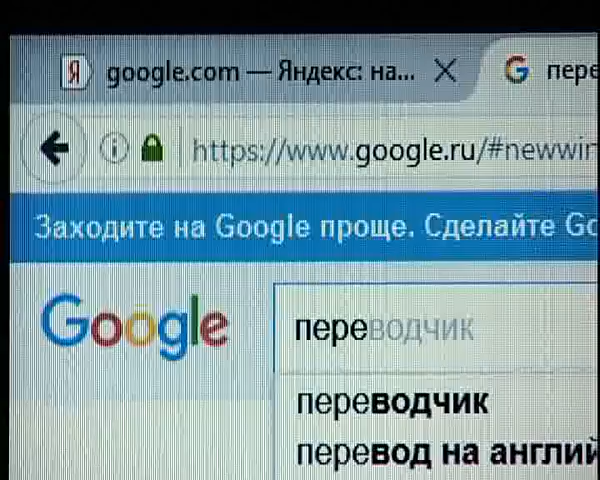 Я google.com — Яндекс: на... G пере
https://www.google.ru/#newwin
Заходите на Google проще. Сделайте Go
Google переводчик
переводчик
перевод на англий